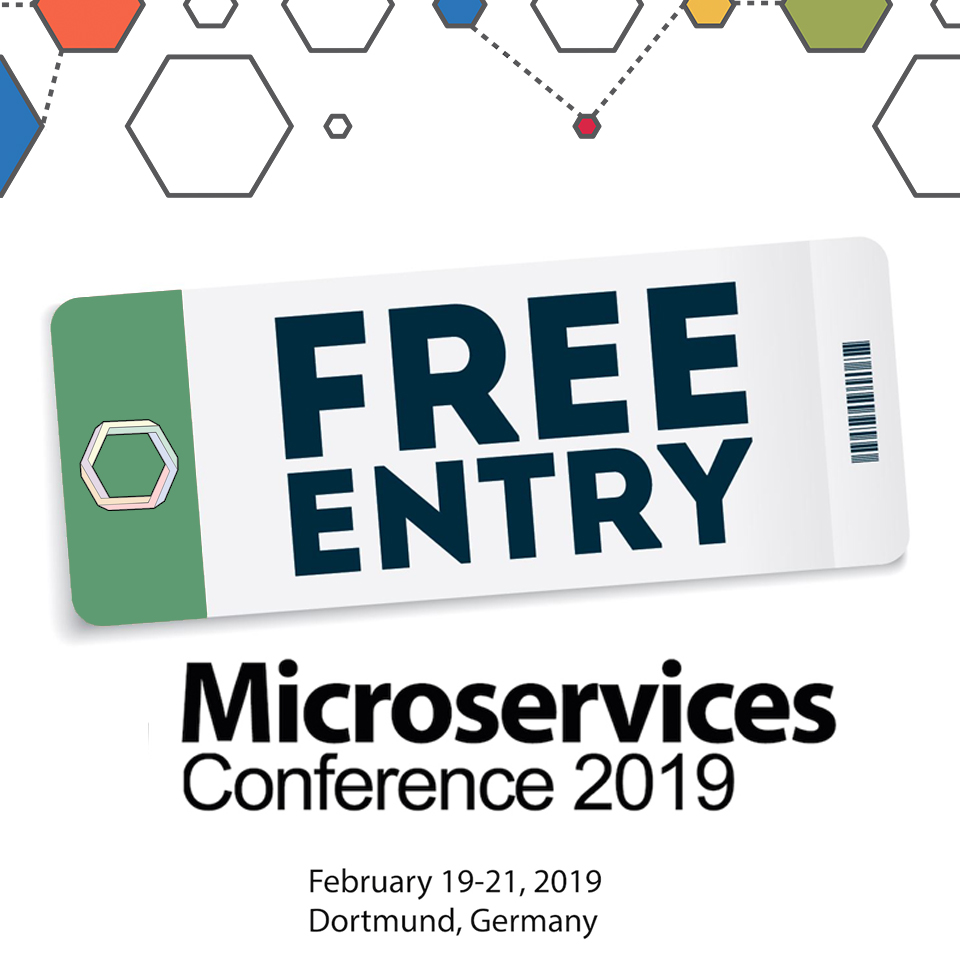 FREE
ENTRY
Microservices
Conference 2019
February 19-21, 2019
Dortmund, Germany